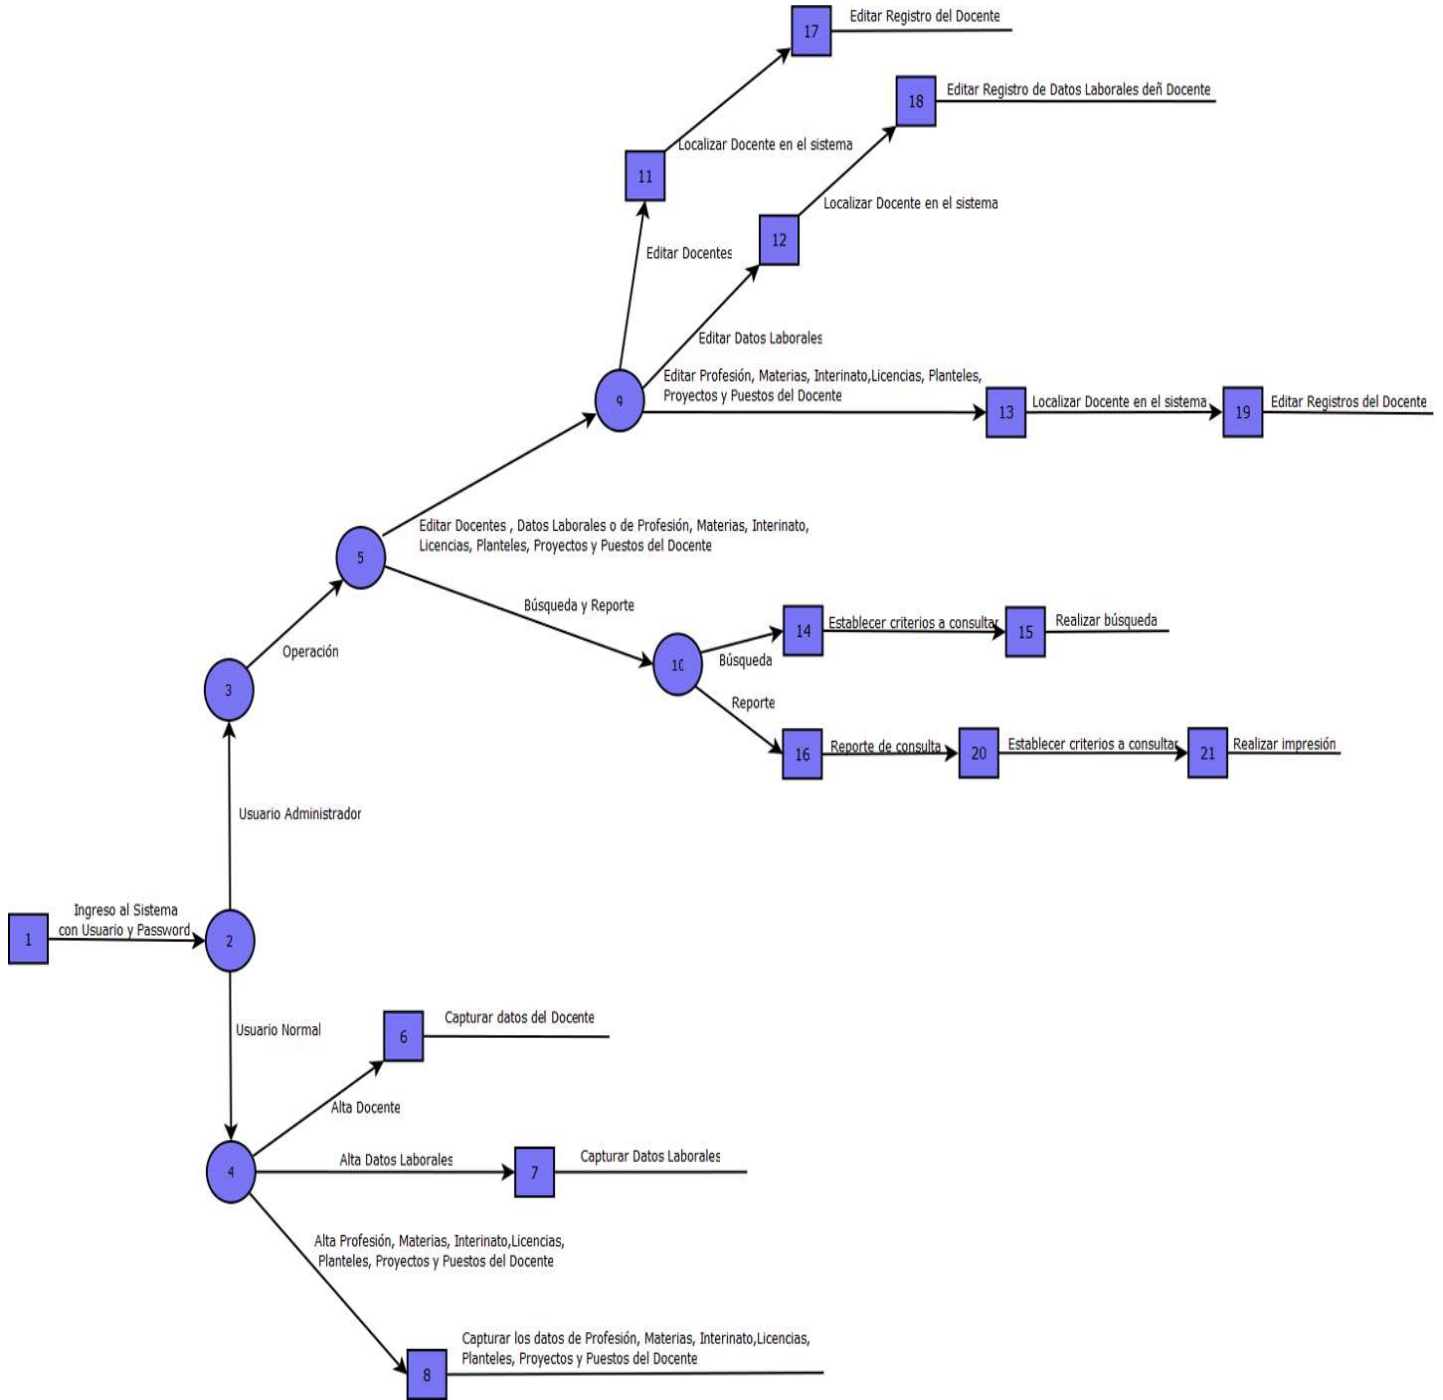 17
Editar Registro del Docente
18
Editar Registro de Datos Laborales deñ Docente
Localizar Docente en el sistema
11
Localizar Docente en el sistema
12
Editar Docentes
Editar Datos Laborales
Editar Profesión, Materias, Interinato,Licencias, Planteles,
Proyectos y Puestos del Docente
9
13
Localizar Docente en el sistema
19
Editar Registros del Docente
Editar Docentes , Datos Laborales o de Profesión, Materias, Interinato,
Licencias, Planteles, Proyectos y Puestos del Docente
5
Búsqueda y Reporte
14
Establecer criterios a consultar
15
Realizar búsqueda
Operación
10
Búsqueda
3
Reporte
16
Reporte de consulta
20
Establecer criterios a consultar
21
Realizar impresión
Usuario Administrador
Ingreso al Sistema
con Usuario y Password
1
2
Usuario Normal
6
Capturar datos del Docente
Alta Docente
4
Alta Datos Laborales
7
Capturar Datos Laborales
Alta Profesión, Materias, Interinato,Licencias,
Planteles, Proyectos y Puestos del Docente
8
Capturar los datos de Profesión, Materias, Interinato,Licencias,
Planteles, Proyectos y Puestos del Docente